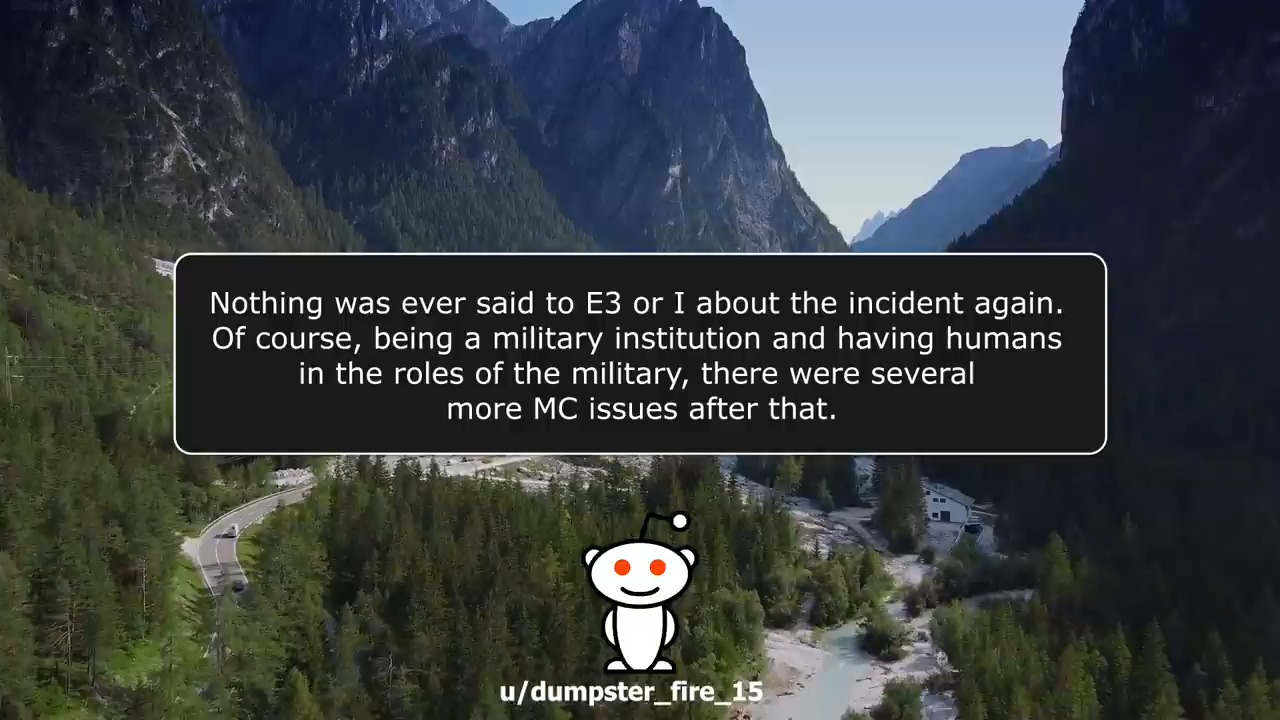 Nothing was ever said to E3 or I about the incident again.
Of course, being a military institution and having humans
in the roles of the military, there were several
more MC issues after that.
u/dumpster_fire_15